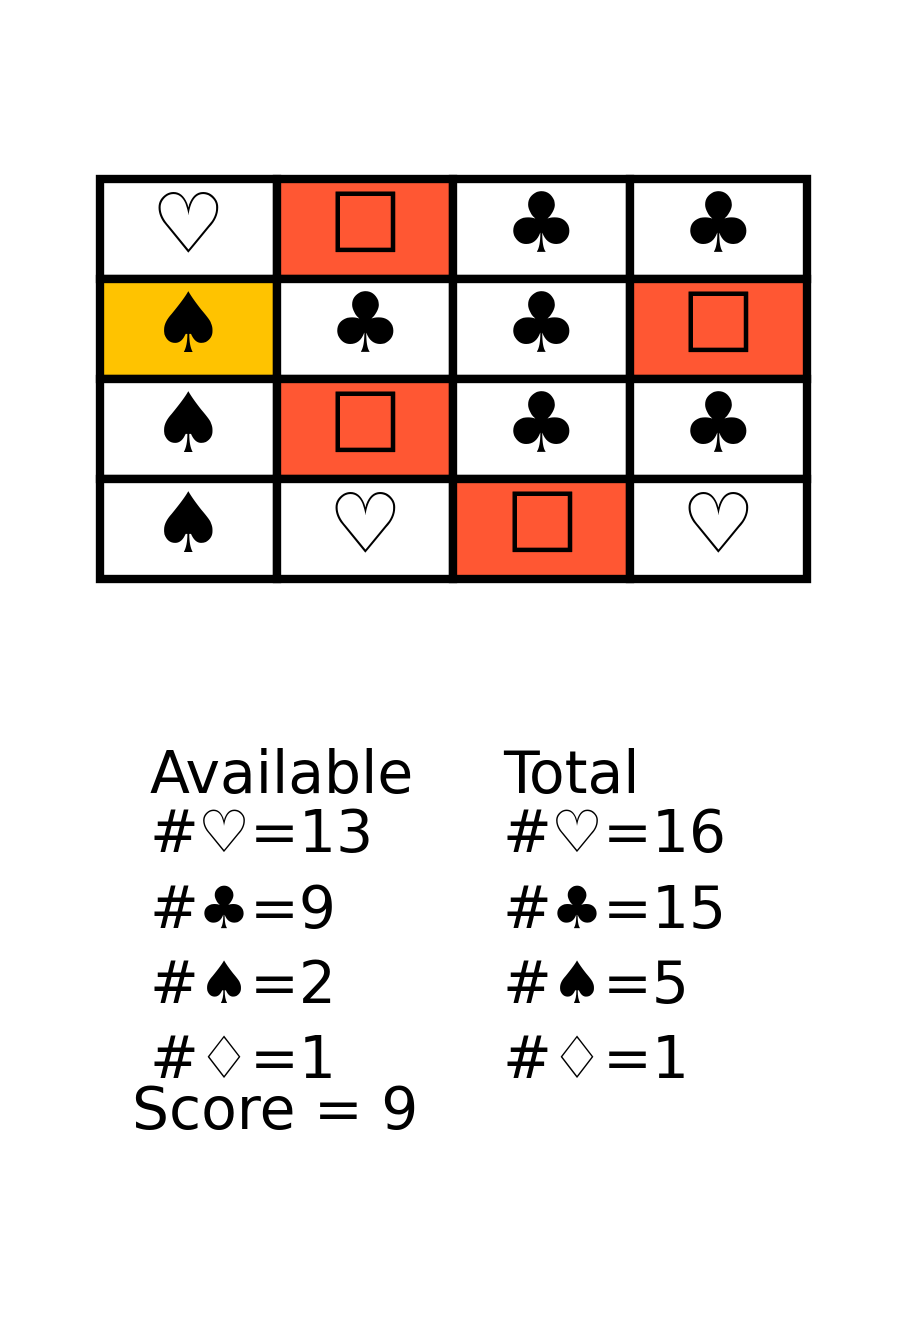 ♡ □ ♣ ♣
♠ ♣ ♣ □
♠ □ ♣ ♣
♠ ♡ □ ♡
Available Total
#♡=13 #♡=16
#♣=9 #♣=15
#♠=2 #♠=5
#♢=1 #♢=1
Score = 9